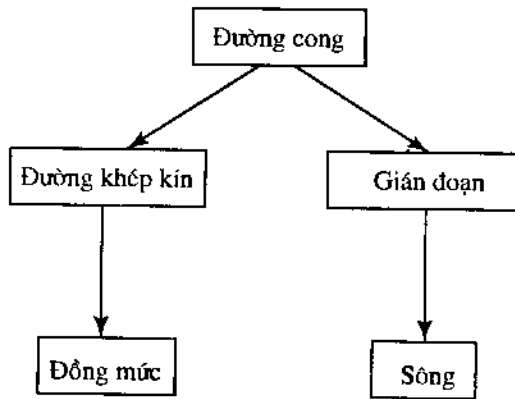 Đường cong
Đường khép kín
Gián đoạn
Đồng mức
Sông